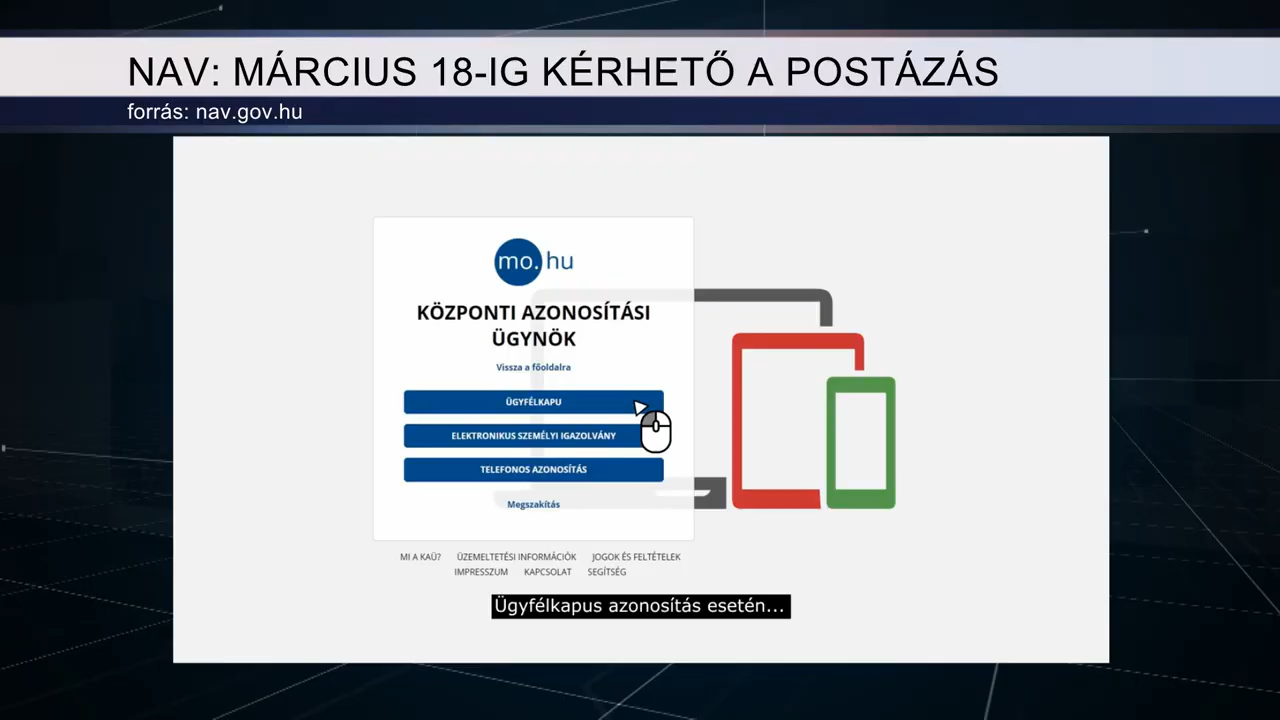 NAV: MÁRCIUS 18-IG KÉRHETŐ A POSTÁZÁS
forrás: nav.gov.hu
mo.hu
KÖZPONTI AZONOSÍTÁSI
ÜGYNÖK
Vissza a főoldalra
ÜGYFÉLKAPU
ELEKTRONIKUS SZEMÉLYI IGAZOLVÁNY
TELEFONOS AZONOSÍTÁS
Megszakítás
MI A KAÜ? ÜZEMELTETÉSI INFORMÁCIÓK JOGOK ÉS FELTÉTELEK
IMPRESSZUM KAPCSOLAT SEGÍTSÉG
Ügyfélkapus azonosítás esetén...